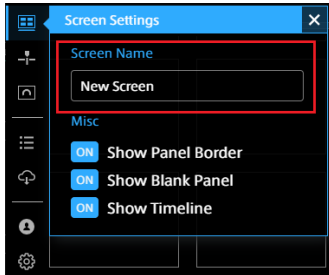 Screen Settings
Screen Name
New Screen
Misc
ON Show Panel Border
ON Show Blank Panel
ON Show Timeline